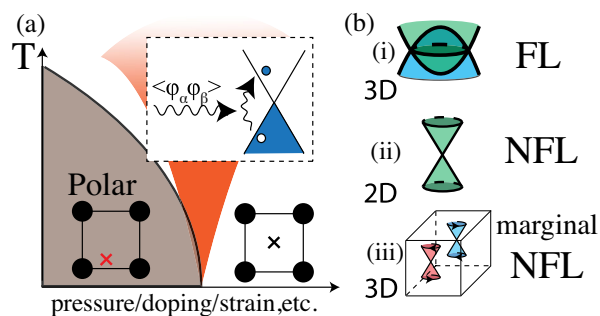 (a)
T
<φαφβ>
Polar
pressure/doping/strain,etc.
(b)
(i)
3D
FL
(ii)
2D
NFL
(iii)
3D
marginal
NFL